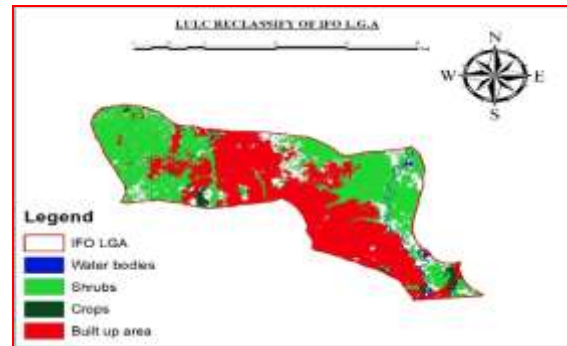 LULC RECLASSIFY OF IFO L.G.A
N
W E
S
Legend
IFO LGA
Water bodies
Shrubs
Crops
Built up area